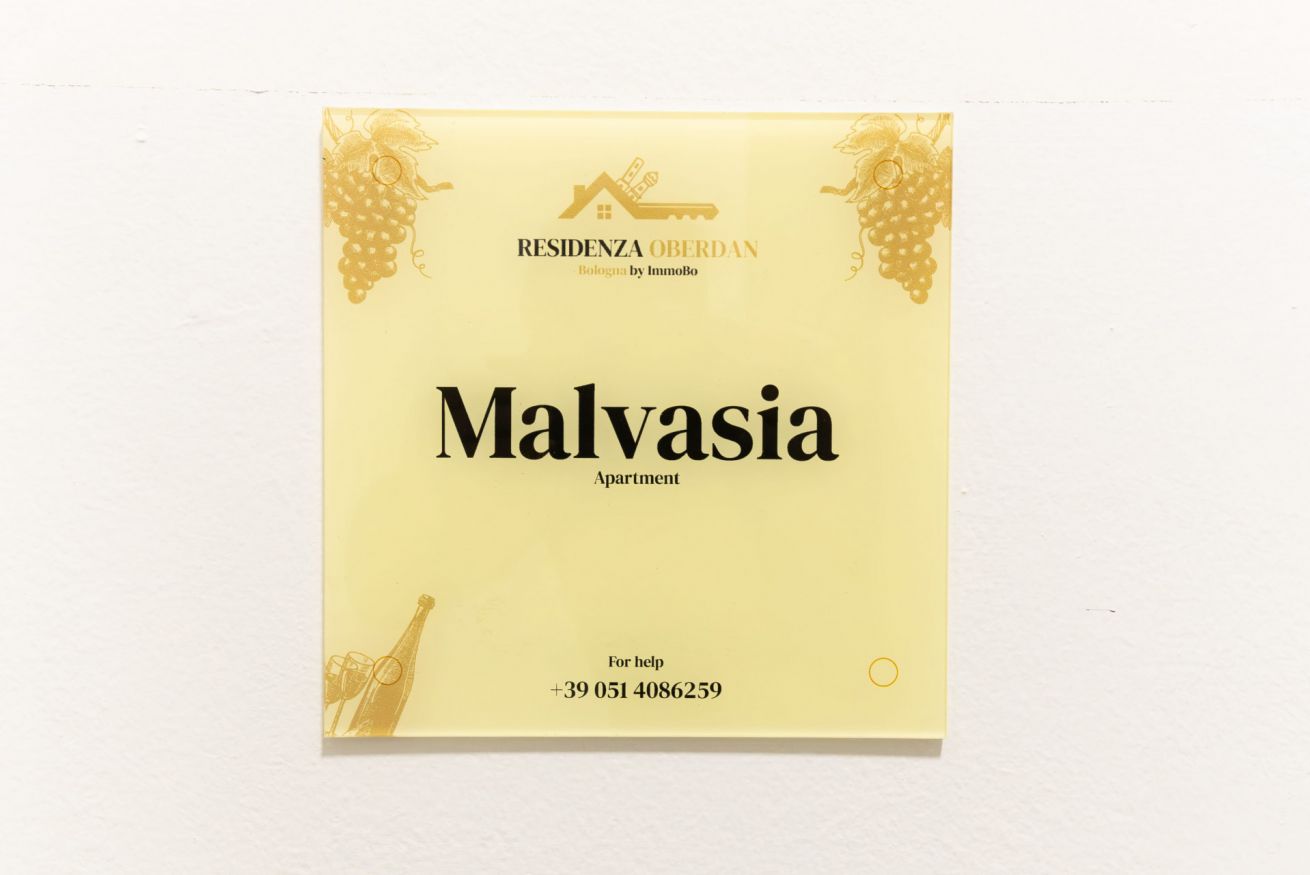 RESIDENZA OBERDAN
Bologna by ImmoBo
Malvasia
Apartment
For help
+39 051 4086259